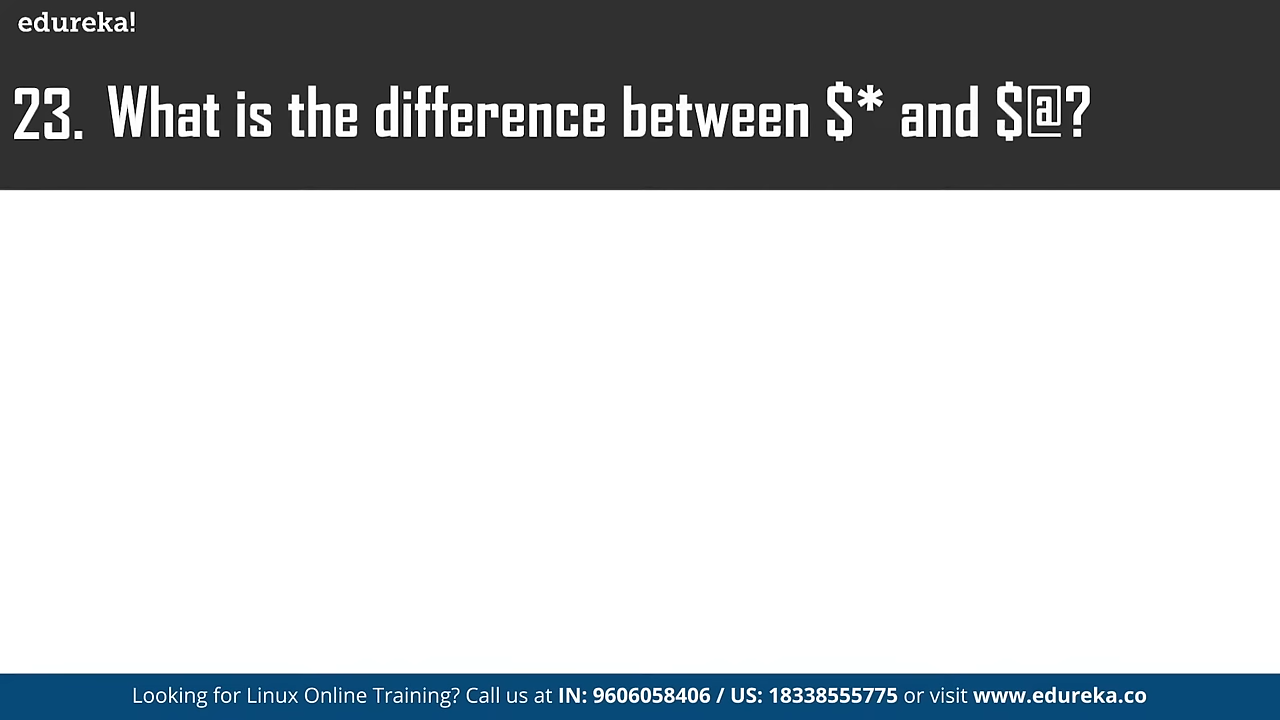 edureka!
23. What is the difference between $* and $@?
Looking for Linux Online Training? Call us at IN: 9606058406 / US: 18338555775 or visit www.edureka.co